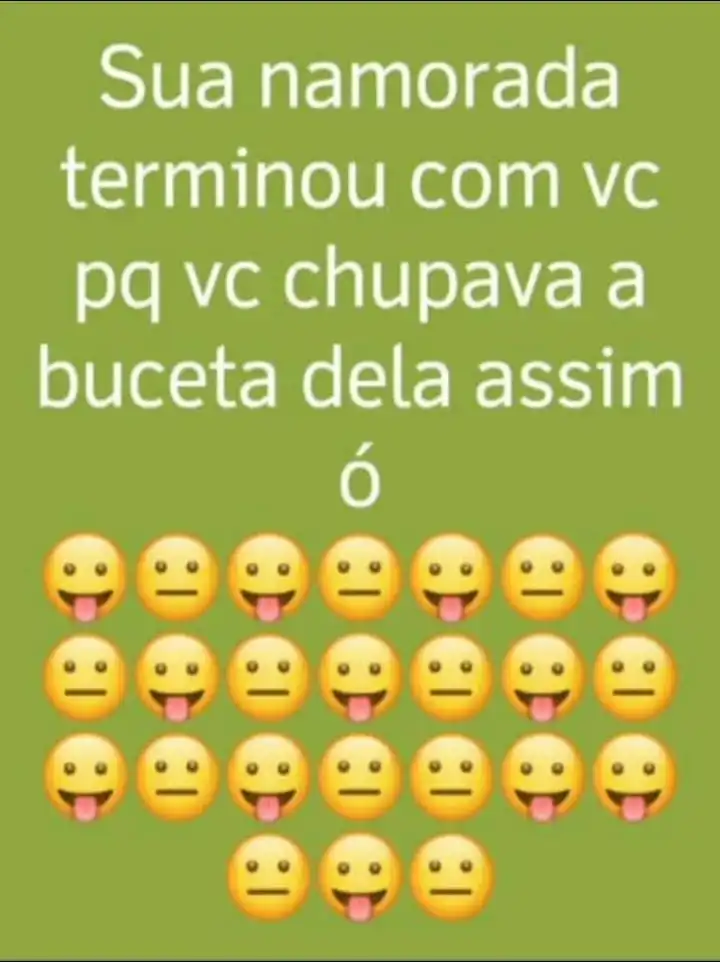 Sua namorada
terminou com vc
pq vc chupava a
buceta dela assim
ó
😛😐😛😐😛😐😛
😐😛😐😛😐😛😐
😛😐😛😐😐😛😛
😐😛😐